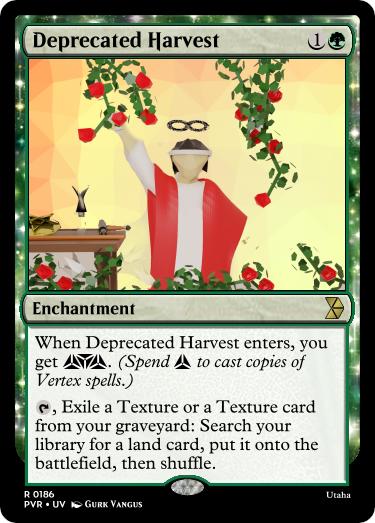 Deprecated Harvest 1
Enchantment
When Deprecated Harvest enters, you
get . (Spend to cast copies of
Vertex spells.)
, Exile a Texture or a Texture card
from your graveyard: Search your
library for a land card, put it onto the
battlefield, then shuffle.
R 0186 Utaha
PVR • UV Gurk Vangus